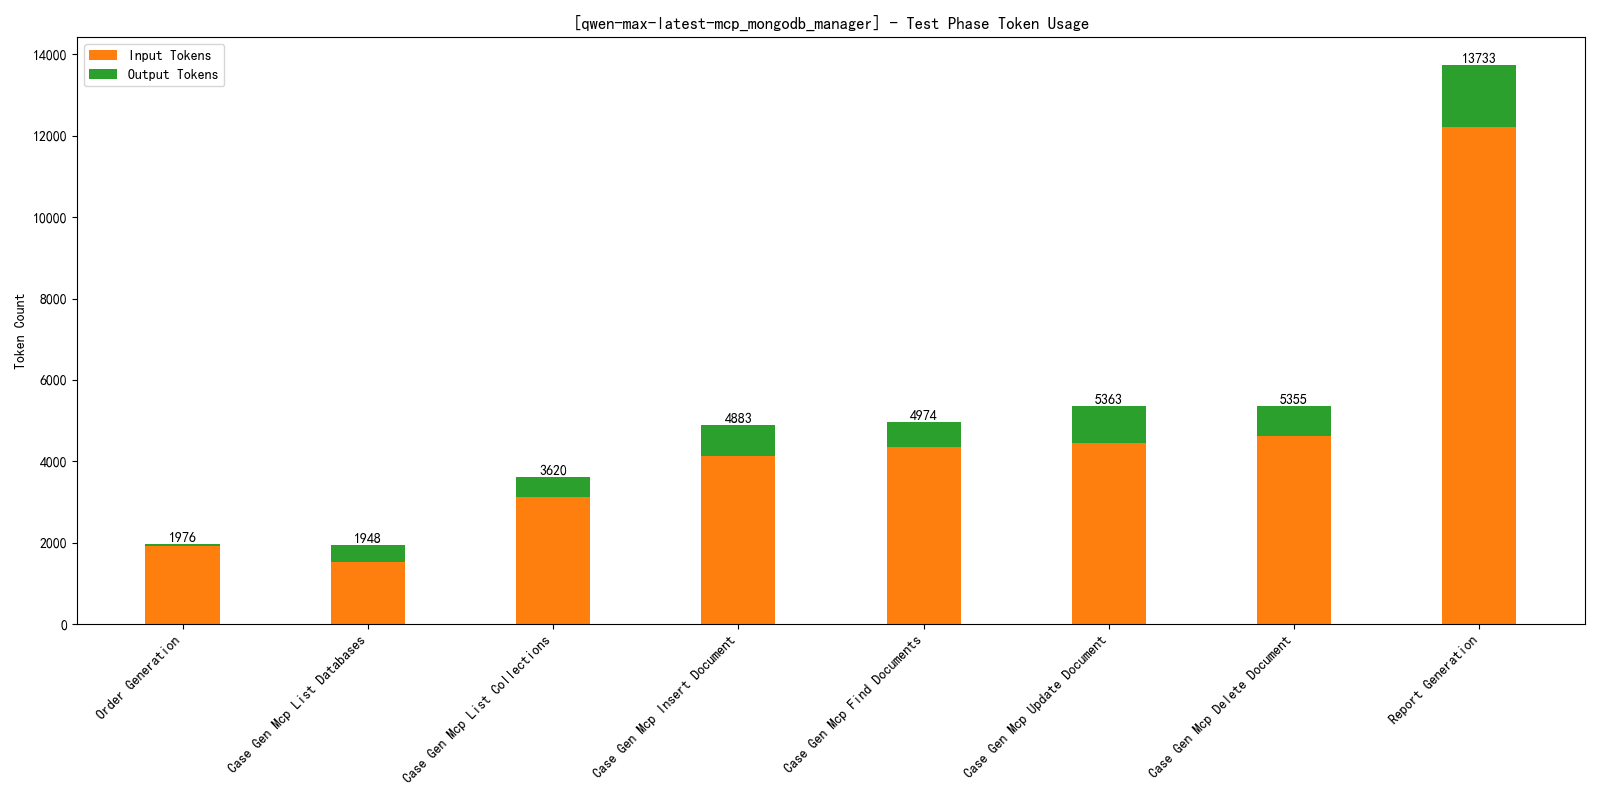 [qwen-max-latest-mcp_mongodb_manager] - Test Phase Token Usage
Input Tokens
Output Tokens
Token Count
14000
12000
10000
8000
6000
4000
2000
0
1976
1948
3620
4883
4974
5363
5355
13733
Order Generation
Case Gen Mcp List Databases
Case Gen Mcp List Collections
Case Gen Mcp Insert Document
Case Gen Mcp Find Documents
Case Gen Mcp Update Document
Case Gen Mcp Delete Document
Report Generation